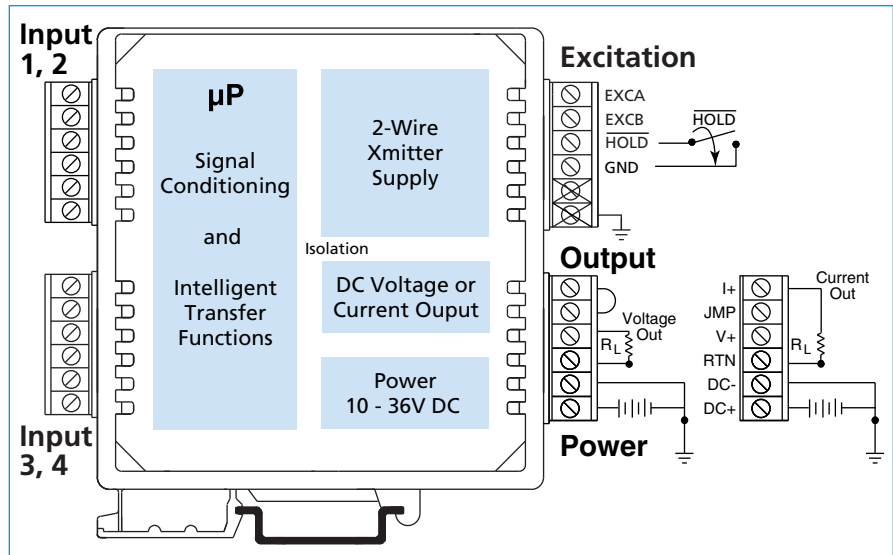 Input
1, 2
µP
Signal
Conditioning
and
Intelligent
Transfer
Functions
2-Wire
Xmitter
Supply
Isolation
DC Voltage or
Current Ouput
Power
10 - 36V DC
Input
3, 4
Excitation
EXCA
EXCB
HOLD
GND
HOLD
Output
Voltage
Out
RL
Power
I+
JMP
V+
RTN
DC-
DC+
Current
Out
RL